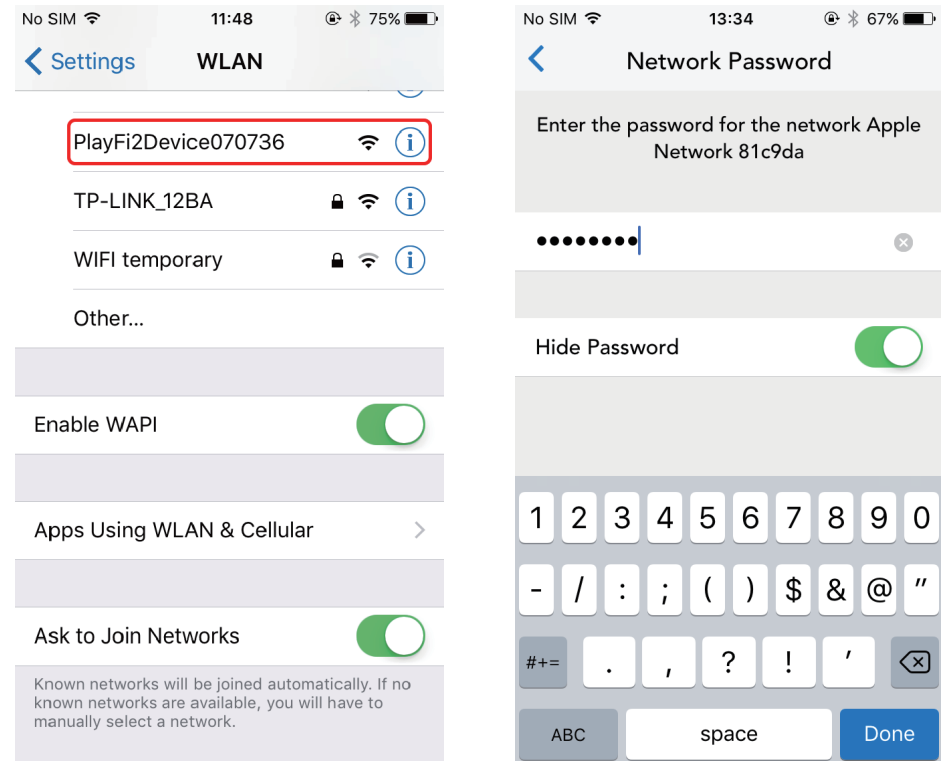 No SIM 11:48 75%
Settings WLAN
PlayFi2Device070736
TP-LINK_12BA
WIFI temporary
Other...
Enable WAPI
Apps Using WLAN & Cellular
Ask to Join Networks
Known networks will be joined automatically. If no
known networks are available, you will have to
manually select a network.
No SIM 13:34 67%
Network Password
Enter the password for the network Apple
Network 81c9da
••••••••
Hide Password
1 2 3 4 5 6 7 8 9 0
- / : ; ( ) $ & @ "
#+= . , ? ! '
ABC space Done